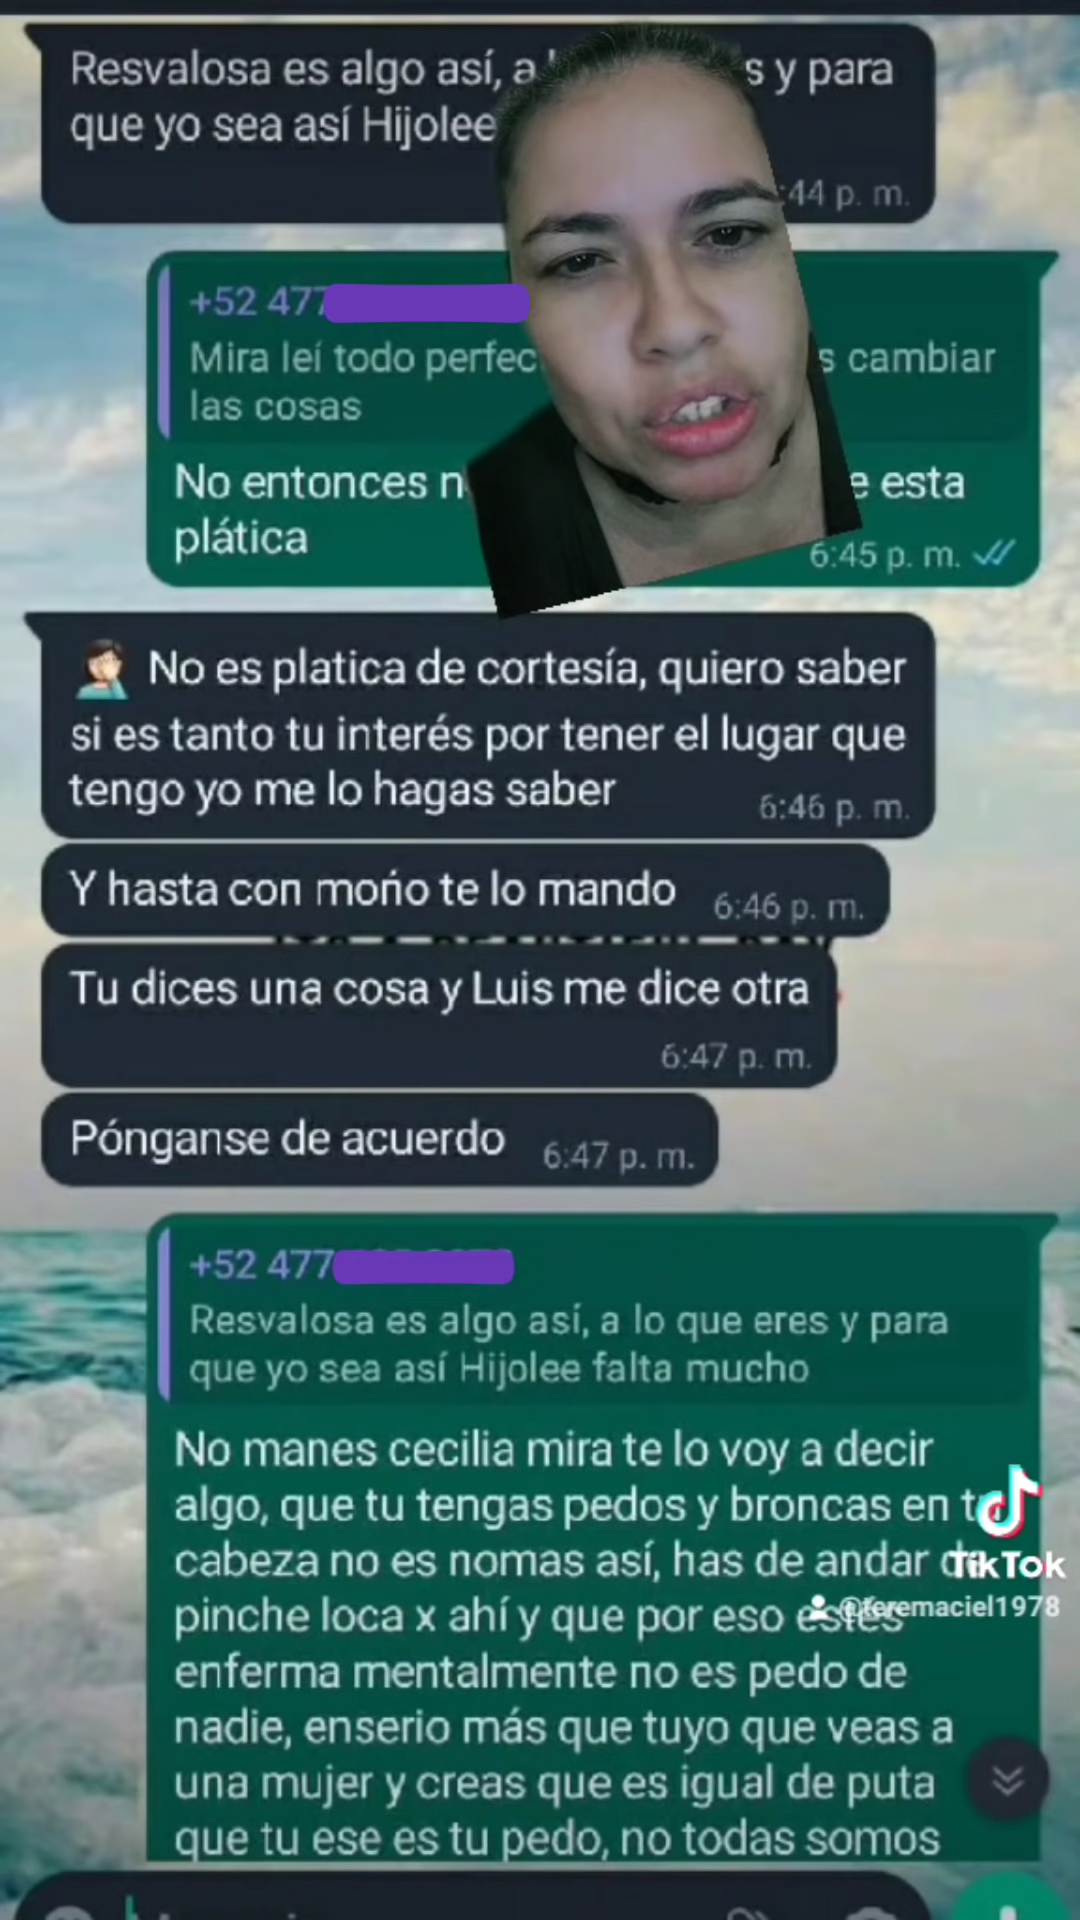 Resvalosa es algo así, a s y para
que yo sea así Hijolee
:44 p. m.
+52 477
Mira leí todo perfec s cambiar
las cosas
No entonces n e esta
plática
6:45 p. m.
No es platica de cortesía, quiero saber
si es tanto tu interés por tener el lugar que
tengo yo me lo hagas saber
6:46 p. m.
Y hasta con moño te lo mando 6:46 p. m.
Tu dices una cosa y Luis me dice otra
6:47 p. m.
Pónganse de acuerdo 6:47 p. m.
+52 477
Resvalosa es algo así, a lo que eres y para
que yo sea así Hijolee falta mucho
No manes cecilia mira te lo voy a decir
algo, que tu tengas pedos y broncas en tu
cabeza no es nomas así, has de andar de
pinche loca x ahí y que por eso estes
enferma mentalmente no es pedo de
nadie, enserio más que tuyo que veas a
una mujer y creas que es igual de puta
que tu ese es tu pedo, no todas somos
TikTok
@teremaciel1978